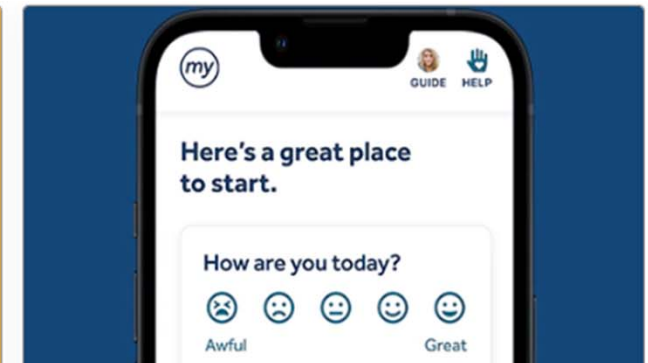 my
GUIDE HELP
Here's a great place
to start.
How are you today?
Awful Great